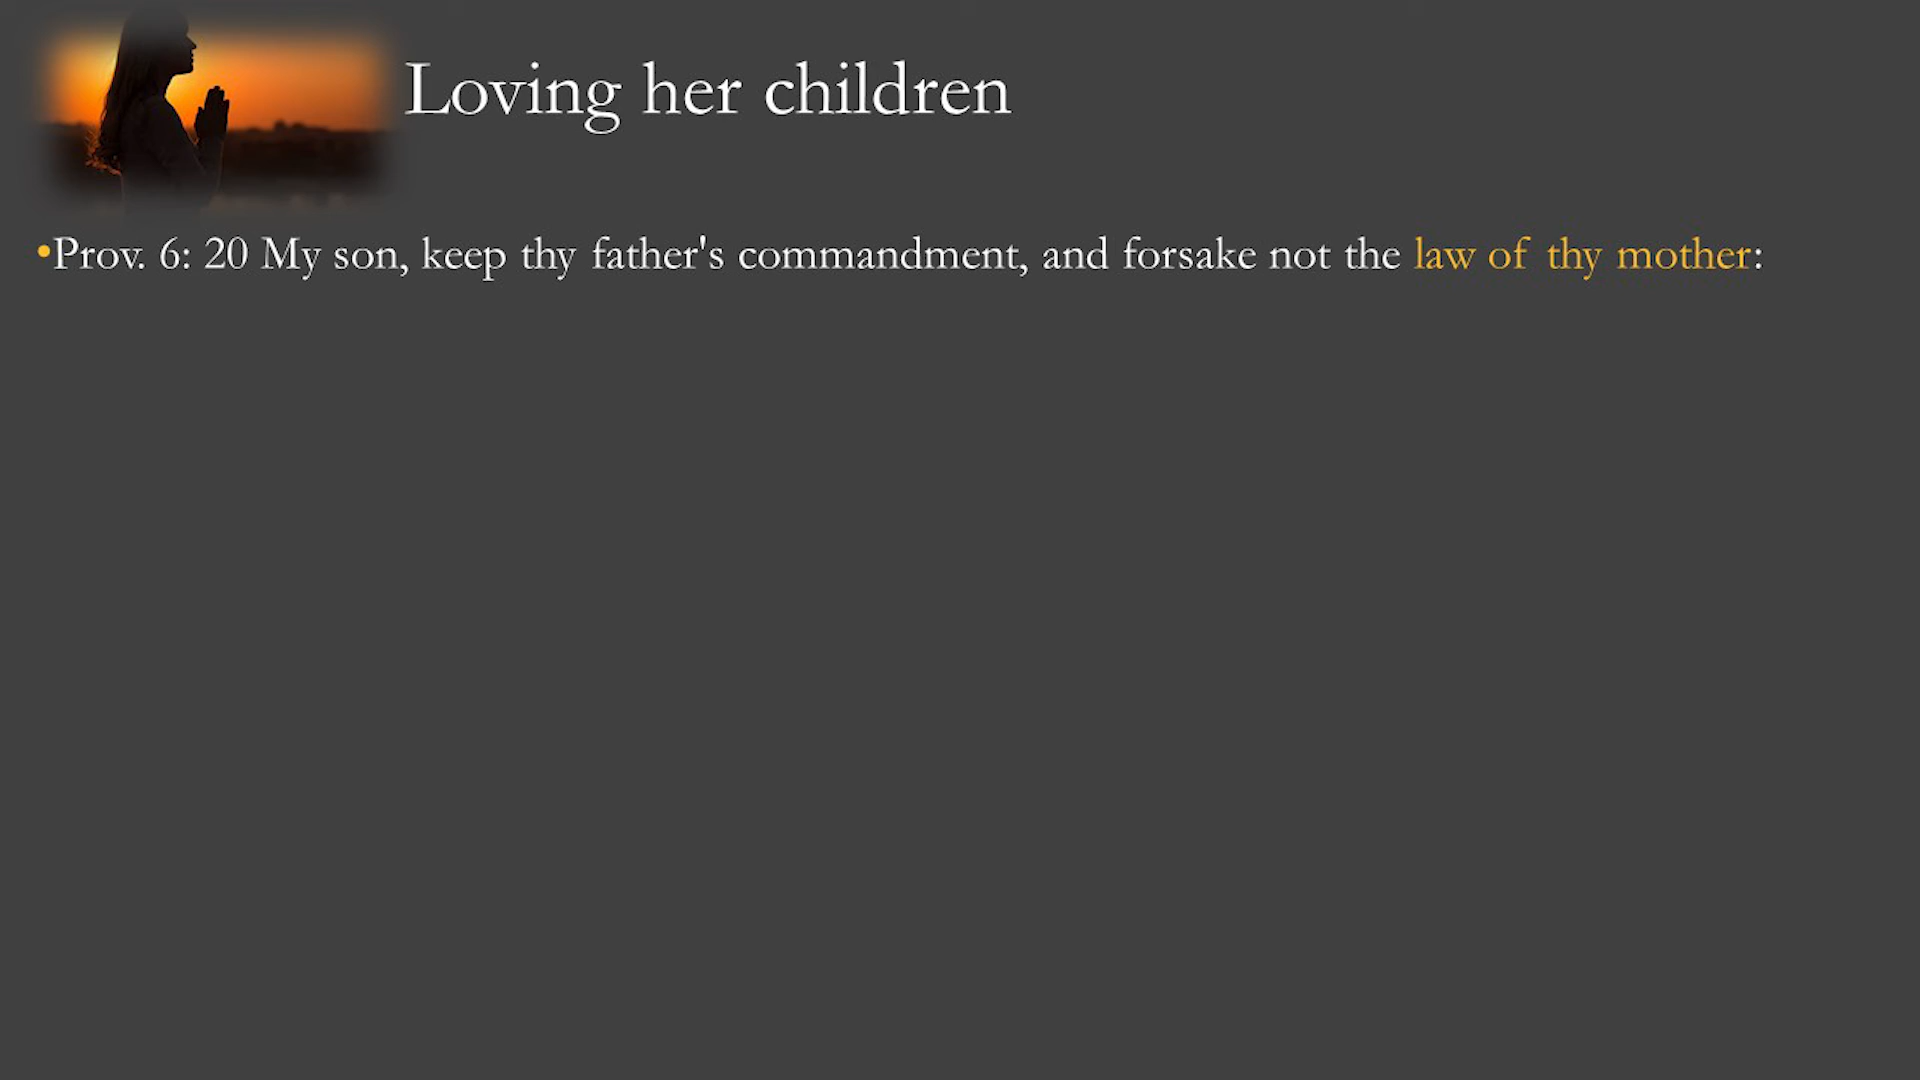 Loving her children
•Prov. 6: 20 My son, keep thy father's commandment, and forsake not the law of thy mother: